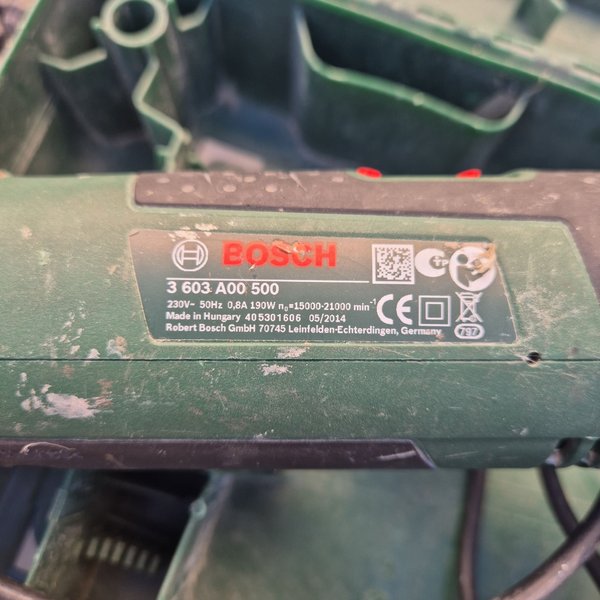 BOSCH
3 603 A00 500
230V~ 50Hz 0,8A 190W n₀=15000-21000 min⁻¹
Made in Hungary 405301606 05/2014
Robert Bosch GmbH 70745 Leinfelden-Echterdingen, Germany
CE
797